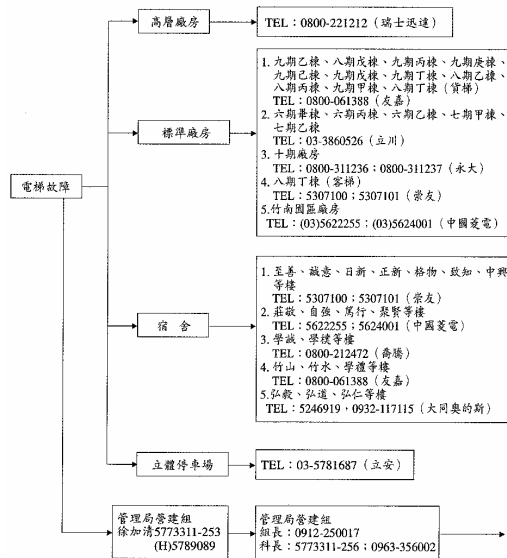 電梯故障
高層廠房
TEL：0800-221212（瑞士迅達）
標準廠房
1. 九期乙棟、八期戊棟、九期丙棟、九期庚棟、
九期己棟、九期戊棟、九期丁棟、八期乙棟、
八期丙棟、九期甲棟、八期丁棟（貨梯）
TEL：0800-061388（友嘉）
2. 六期畢棟、六期丙棟、六期乙棟、七期甲棟、
七期乙棟
TEL：03-3860526（立川）
3. 十期廠房
TEL：0800-311236；0800-311237（永大）
4. 八期丁棟（客梯）
TEL：5307100；5307101（崇友）
5.竹南園區廠房
TEL：(03)5622255；(03)5624001（中國菱電）
宿 舍
1. 至善、誠意、日新、正新、格物、致知、中興
等樓
TEL：5307100；5307101（崇友）
2. 莊敬、自強、篤行、聚賢等樓
TEL：5622255；5624001（中國菱電）
3. 學誠、學樸等樓
TEL：0800-212472（喬騰）
4. 竹山、竹水、學禮等樓
TEL：0800-061388（友嘉）
5.弘毅、弘道、弘仁等樓
TEL：5246919，0932-117115（大同奧的斯）
立體停車場
TEL：03-5781687（立安）
管理局營建組
徐加清5773311-253
(H)5789089
管理局營建組
組長：0912-250017
科長：5773311-256；0963-356002